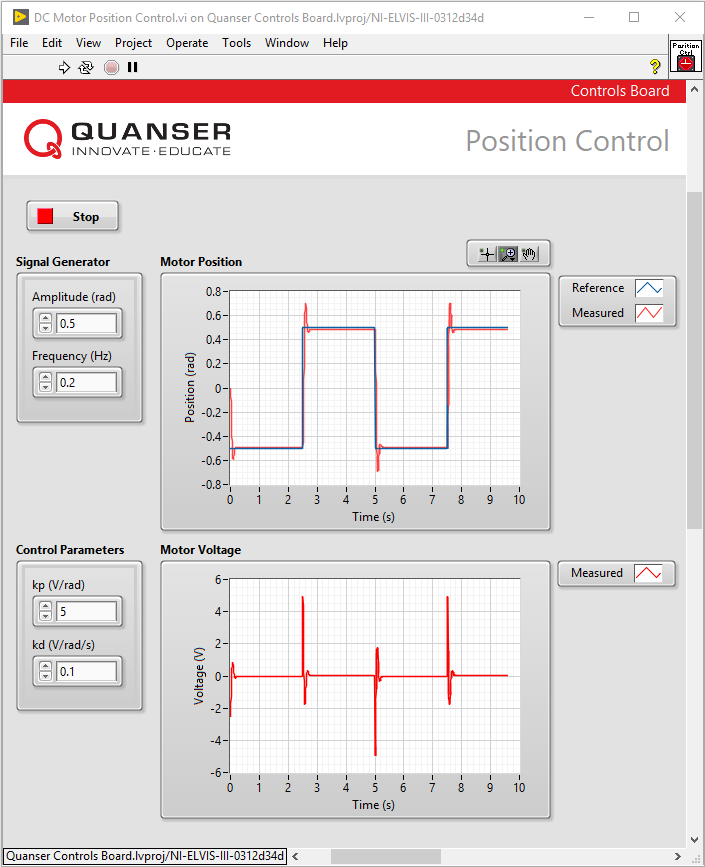 DC Motor Position Control.vi on Quanser Controls Board.lvproj/NI-ELVIS-III-0312d34d
File Edit View Project Operate Tools Window Help
Position
Ctrl
Controls Board
QUANSER
INNOVATE·EDUCATE
Position Control
Stop
Signal Generator
Amplitude (rad)
0.5
Frequency (Hz)
0.2
Motor Position
Reference
Measured
Position (rad)
0.8
0.6
0.4
0.2
0
-0.2
-0.4
-0.6
-0.8
0 1 2 3 4 5 6 7 8 9 10
Time (s)
Control Parameters
kp (V/rad)
5
kd (V/rad/s)
0.1
Motor Voltage
Measured
Voltage (V)
6
4
2
0
-2
-4
-6
0 1 2 3 4 5 6 7 8 9 10
Time (s)
Quanser Controls Board.lvproj/NI-ELVIS-III-0312d34d